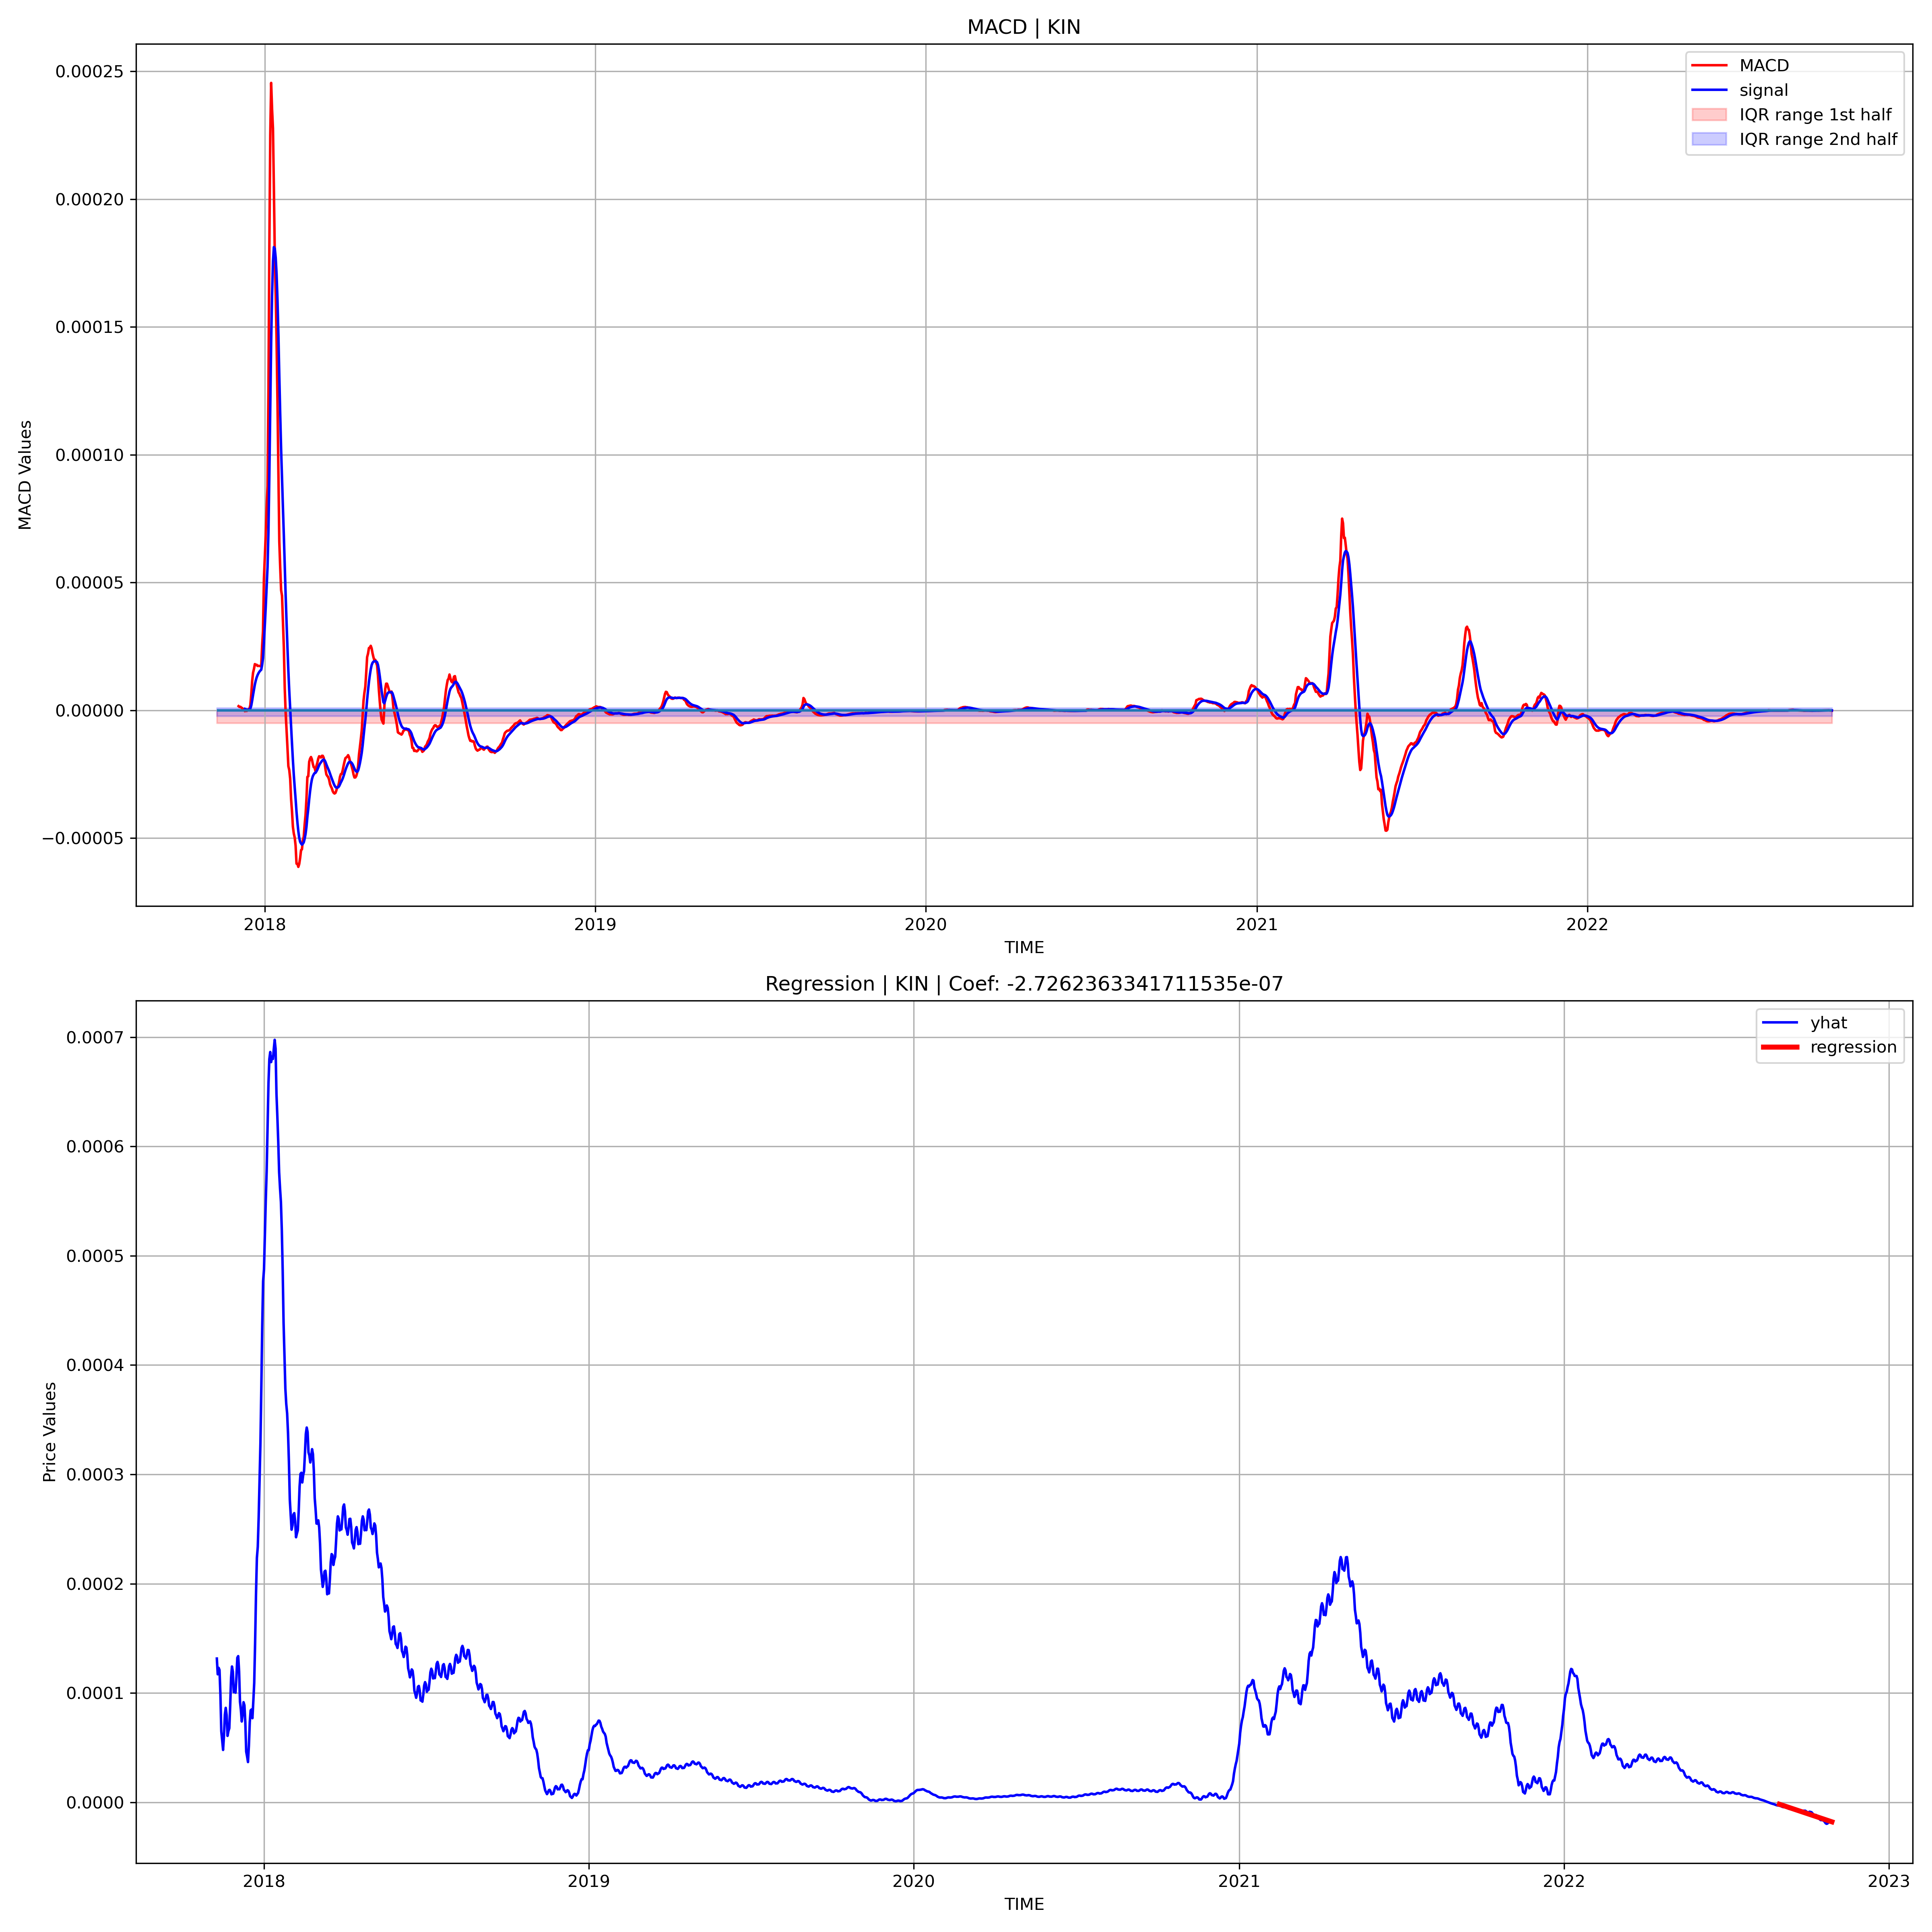 MACD | KIN
MACD
signal
IQR range 1st half
IQR range 2nd half
0.00025
0.00020
0.00015
0.00010
0.00005
0.00000
−0.00005
MACD Values
2018 2019 2020 2021 2022
TIME
Regression | KIN | Coef: -2.7262363341711535e-07
yhat
regression
0.0007
0.0006
0.0005
0.0004
0.0003
0.0002
0.0001
0.0000
Price Values
2018 2019 2020 2021 2022 2023
TIME